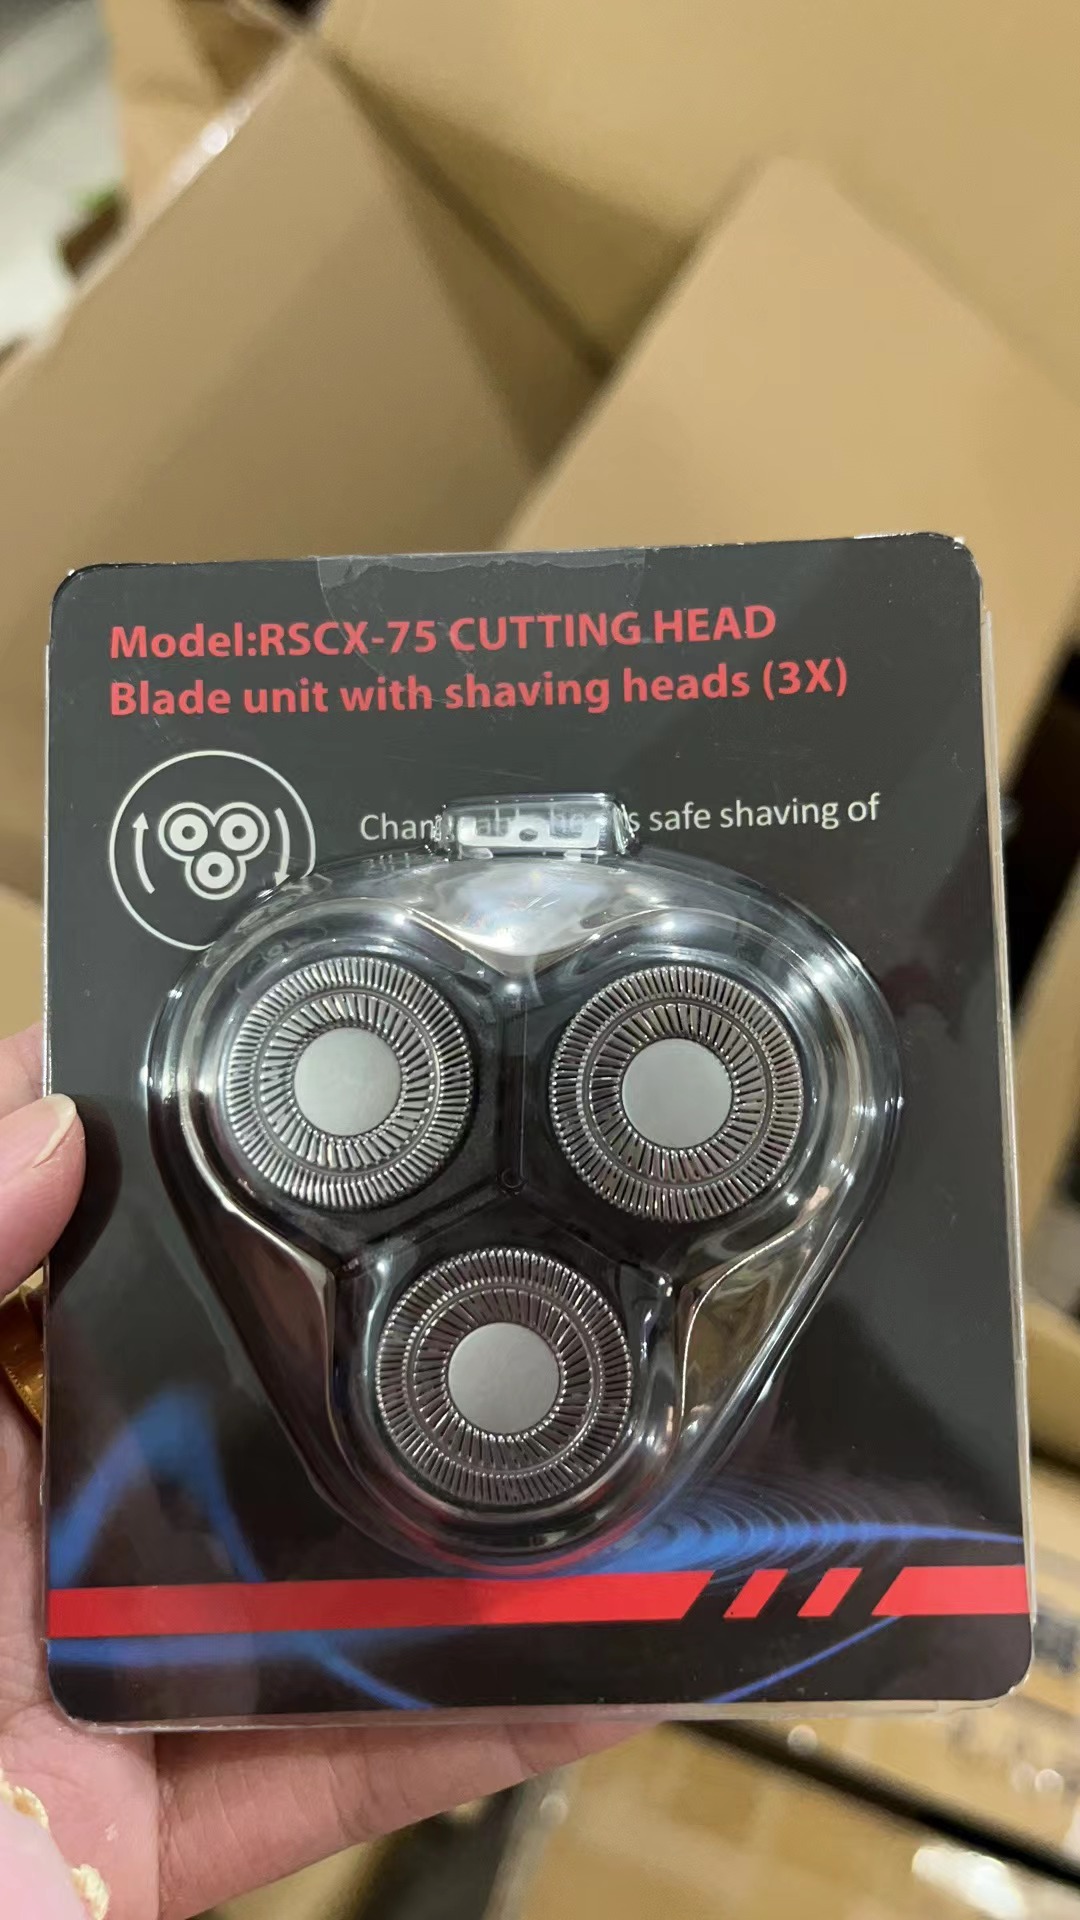 Model:RSCX-75 CUTTING HEAD
Blade unit with shaving heads (3X)
safe shaving of